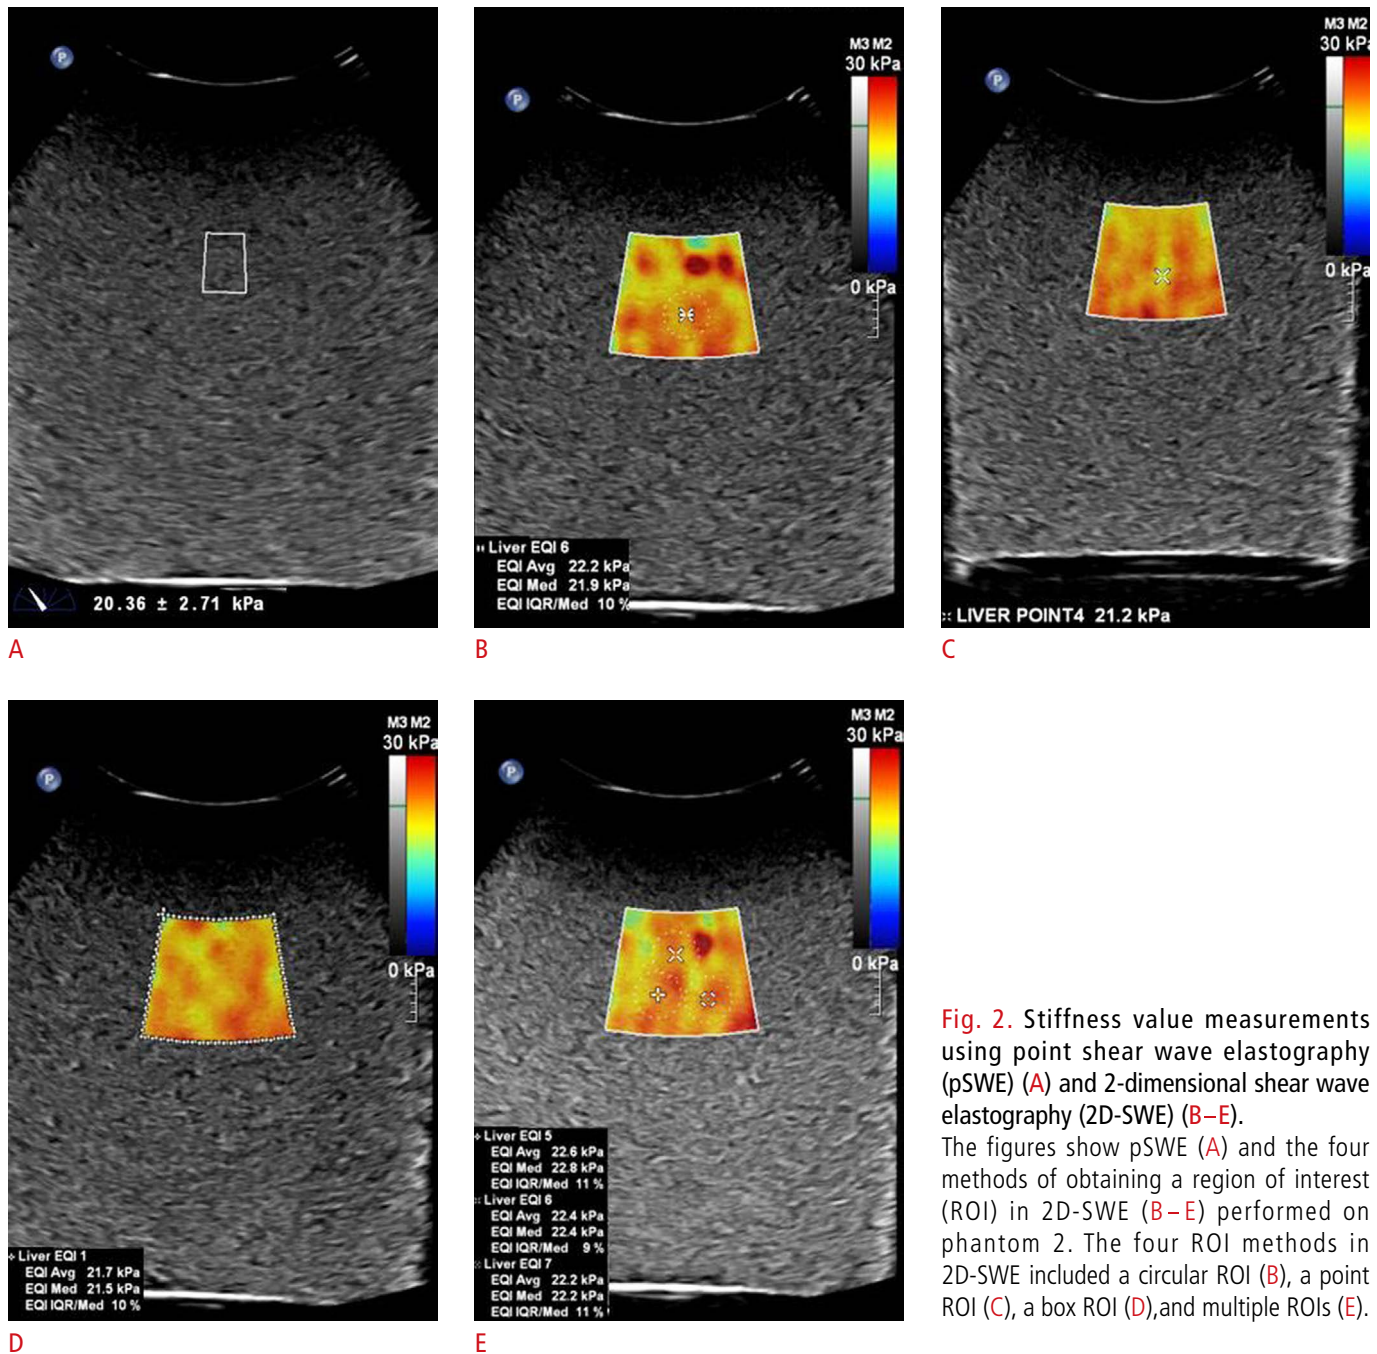 P
20.36 ± 2.71 kPa
A
M3 M2
30 kPa
P
0 kPa
Liver EQI 6
EQI Avg 22.2 kPa
EQI Med 21.9 kPa
EQI IQR/Med 10 %
B
M3 M2
30 kPa
P
0 kPa
LIVER POINT4 21.2 kPa
C
M3 M2
30 kPa
P
0 kPa
Liver EQI 1
EQI Avg 21.7 kPa
EQI Med 21.5 kPa
EQI IQR/Med 10 %
D
M3 M2
30 kPa
P
0 kPa
Liver EQI 5
EQI Avg 22.6 kPa
EQI Med 22.8 kPa
EQI IQR/Med 11 %
Liver EQI 6
EQI Avg 22.4 kPa
EQI Med 22.4 kPa
EQI IQR/Med 9 %
Liver EQI 7
EQI Avg 22.2 kPa
EQI Med 22.2 kPa
EQI IQR/Med 11 %
E
Fig. 2. Stiffness value measurements
using point shear wave elastography
(pSWE) (A) and 2-dimensional shear wave
elastography (2D-SWE) (B–E).
The figures show pSWE (A) and the four
methods of obtaining a region of interest
(ROI) in 2D-SWE (B–E) performed on
phantom 2. The four ROI methods in
2D-SWE included a circular ROI (B), a point
ROI (C), a box ROI (D),and multiple ROIs (E).